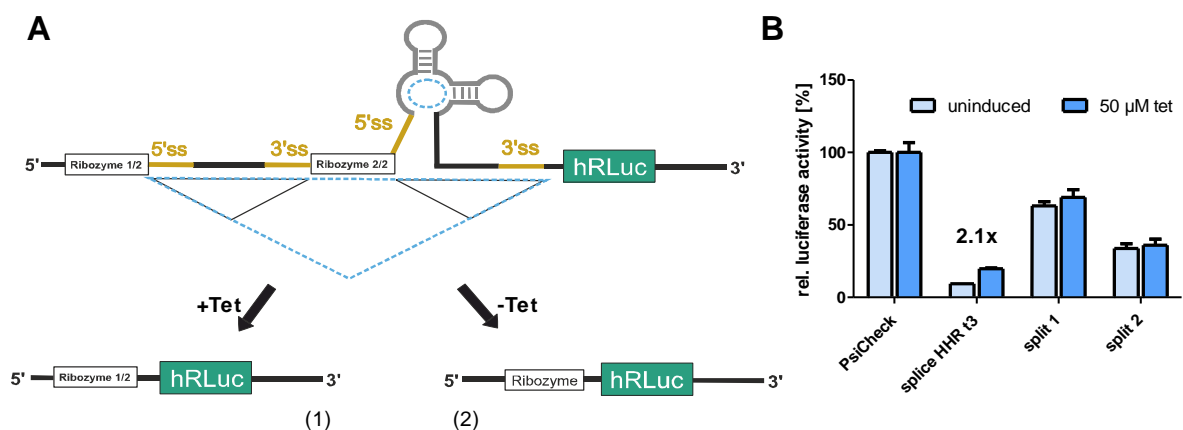 A
5'ss
5'ss
3'ss
3'ss
5'
Ribozyme 1/2
Ribozyme 2/2
hRLuc
3'
+Tet
-Tet
5'
Ribozyme 1/2
hRLuc
3'
(1)
5'
Ribozyme
hRLuc
3'
(2)
B
rel. luciferase activity [%]
150
100
50
0
uninduced
50 µM tet
2.1x
PsiCheck
splice HHR t3
split 1
split 2